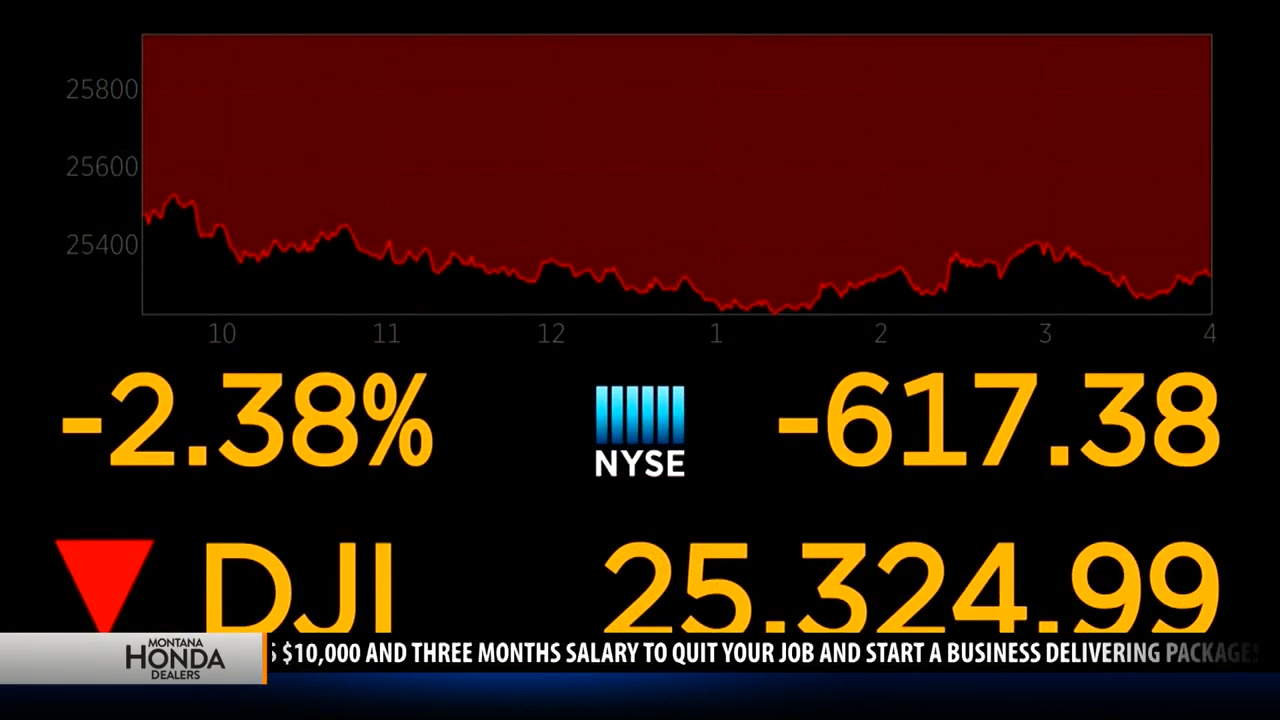 25800
25600
25400
10 11 12 1 2 3 4
-2.38% NYSE -617.38
DJI 25,324.99
MONTANA
HONDA
DEALERS
$10,000 AND THREE MONTHS SALARY TO QUIT YOUR JOB AND START A BUSINESS DELIVERING PACKAGES